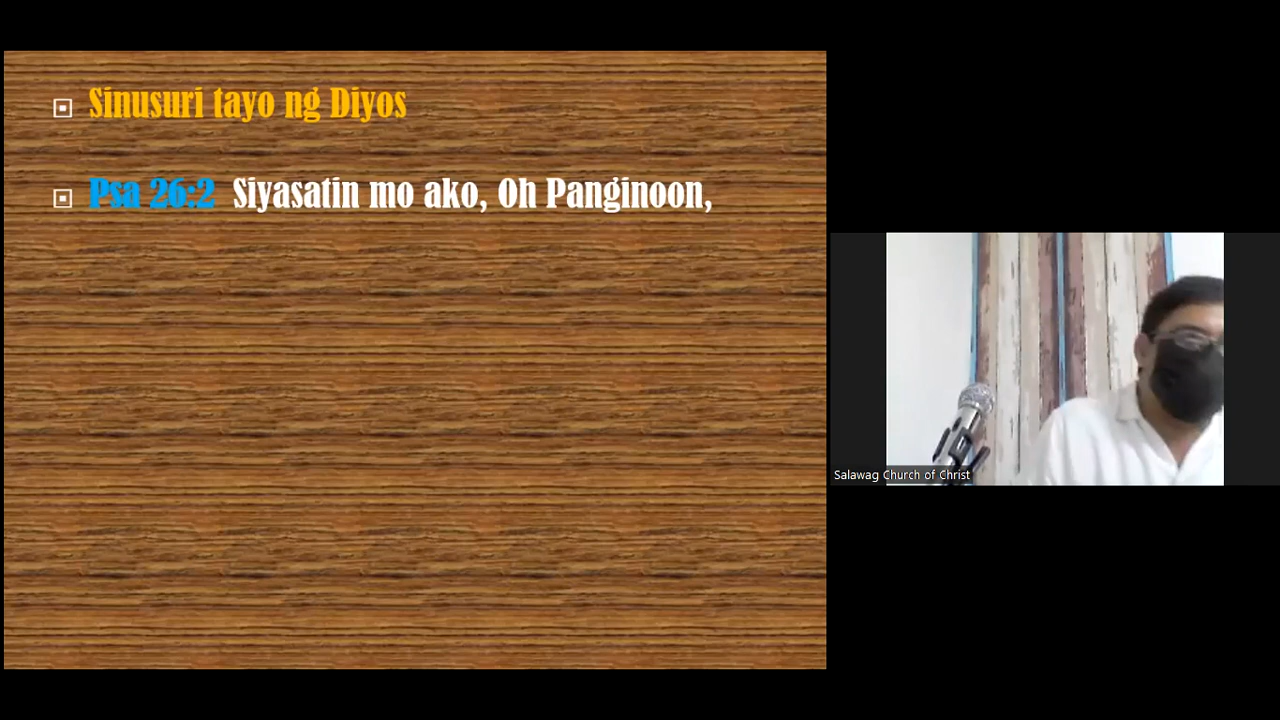 Sinusuri tayo ng Diyos
Psa 26:2 Siyasatin mo ako, Oh Panginoon,
Salawag Church of Christ